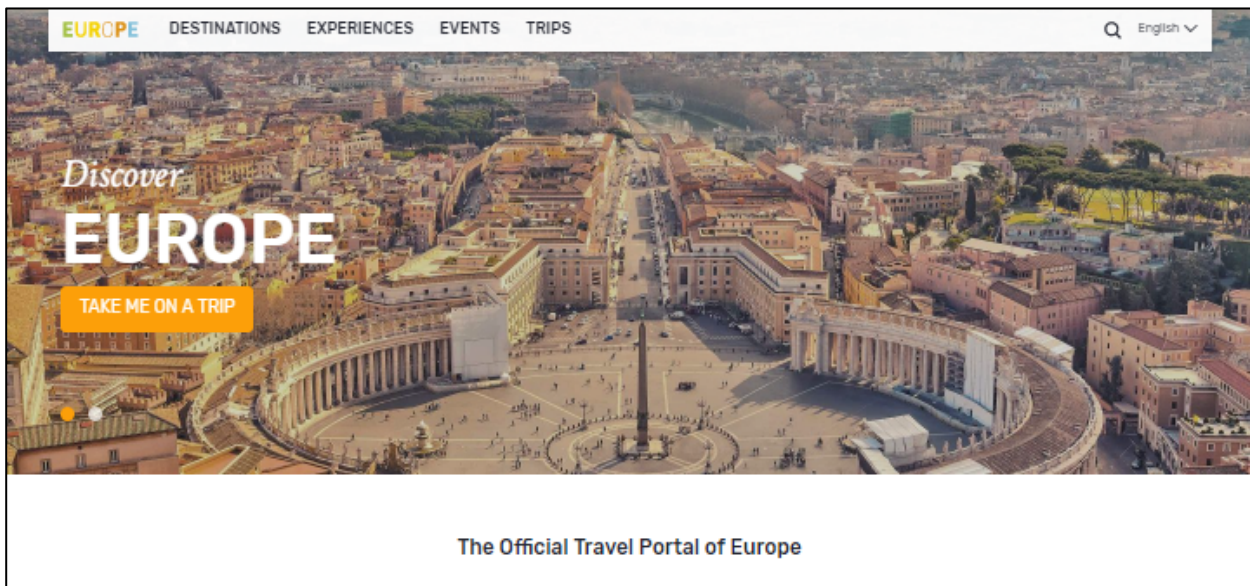 EUROPE DESTINATIONS EXPERIENCES EVENTS TRIPS English
Discover
EUROPE
TAKE ME ON A TRIP
The Official Travel Portal of Europe